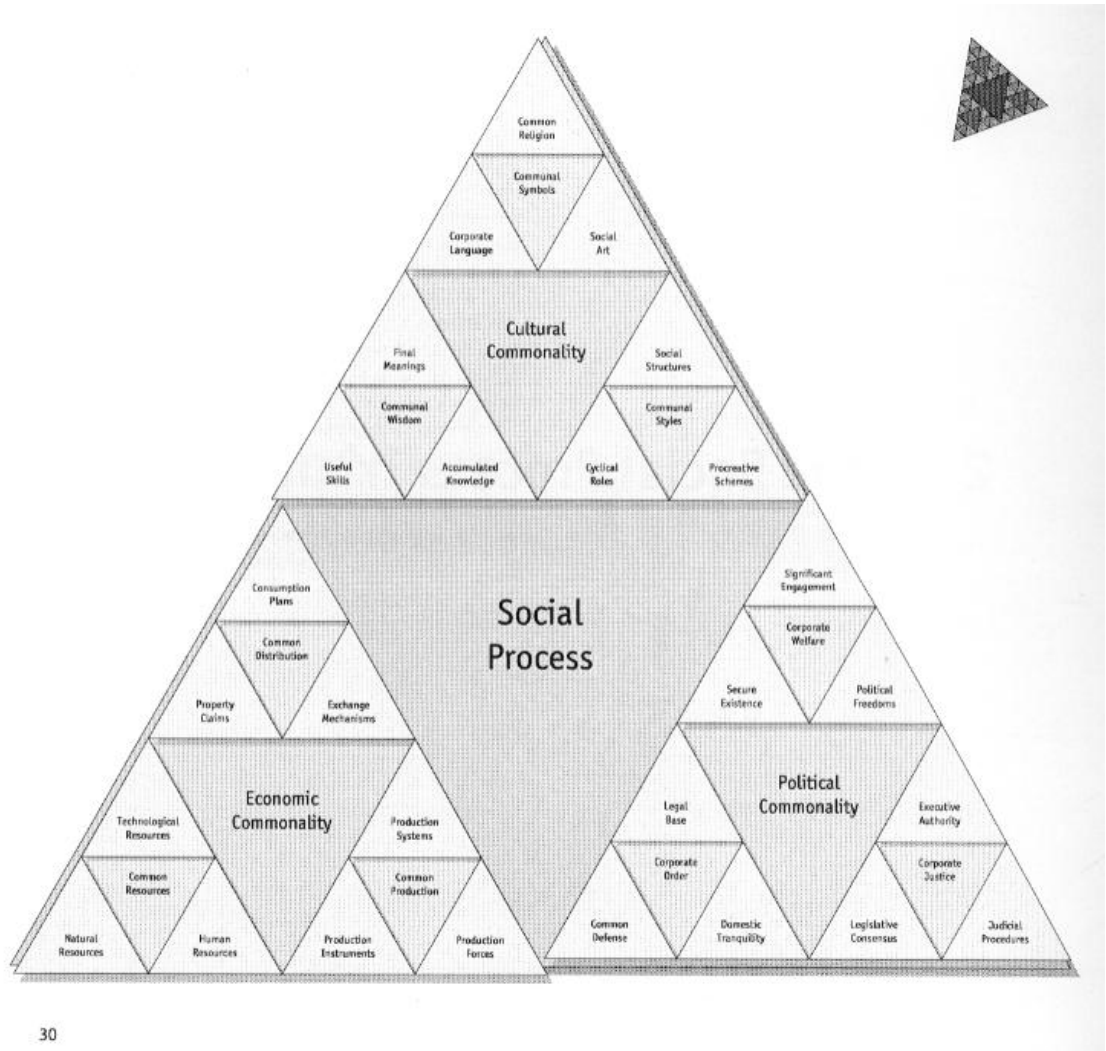 Common
Religion
Communal
Symbols
Corporate
Language
Social
Art
Cultural
Commonality
Final
Meanings
Social
Structures
Communal
Wisdom
Communal
Styles
Useful
Skills
Accumulated
Knowledge
Cyclical
Roles
Procreative
Schemes
Social
Process
Consumption
Plans
Common
Distribution
Property
Claims
Exchange
Mechanisms
Economic
Commonality
Technological
Resources
Production
Systems
Common
Resources
Common
Production
Natural
Resources
Human
Resources
Production
Instruments
Production
Forces
Significant
Engagement
Corporate
Welfare
Secure
Existence
Political
Freedoms
Political
Commonality
Legal
Base
Executive
Authority
Corporate
Order
Corporate
Justice
Common
Defense
Domestic
Tranquility
Legislative
Consensus
Judicial
Procedures
30